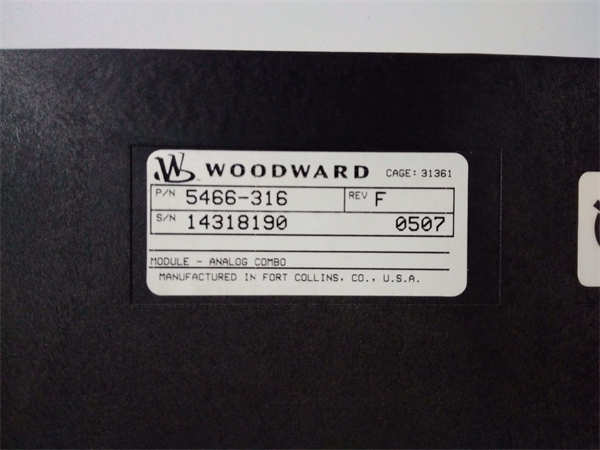 W WOODWARD CAGE: 31361
P/N 5466-316 REV F
S/N 14318190 0507
MODULE - ANALOG COMBO
MANUFACTURED IN FORT COLLINS, CO., U.S.A.